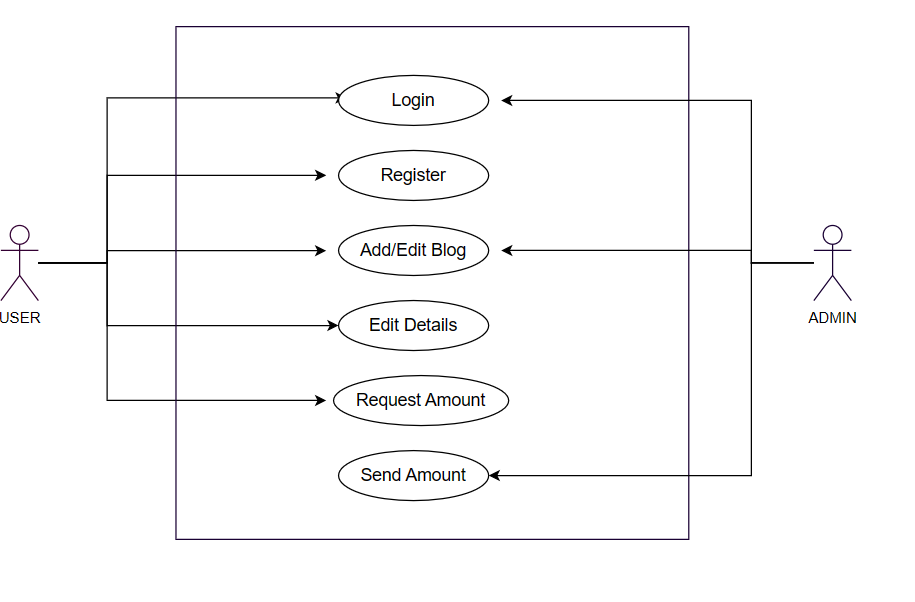 Login
Register
Add/Edit Blog
Edit Details
USER
ADMIN
Request Amount
Send Amount